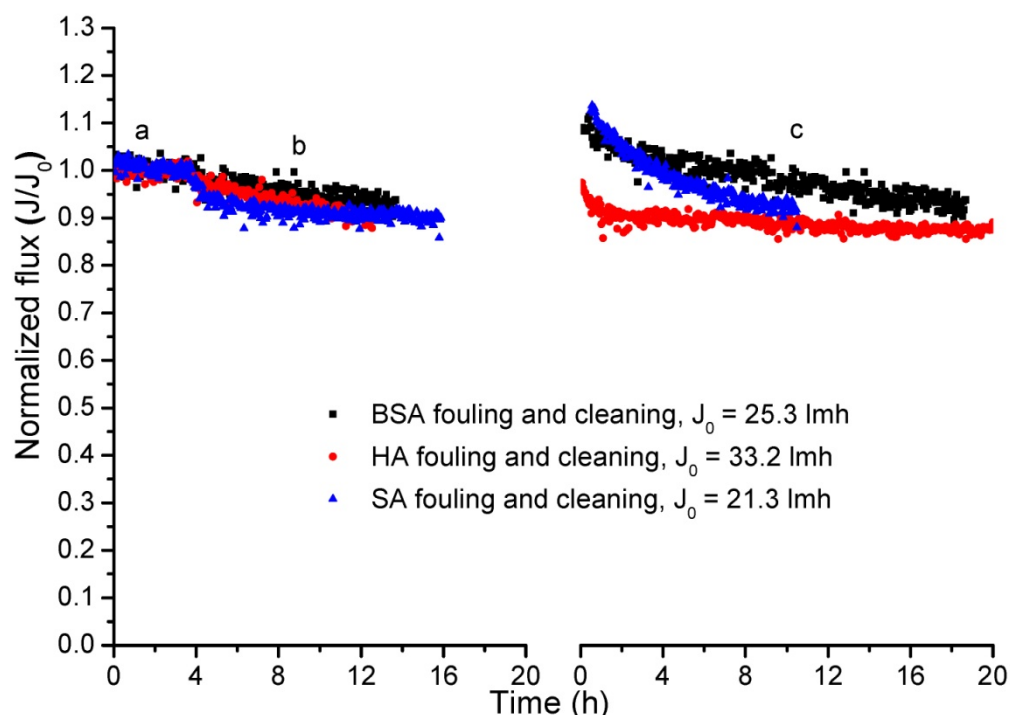 Normalized flux (J/J₀)
1.3
1.2
1.1
1.0
0.9
0.8
0.7
0.6
0.5
0.4
0.3
0.2
0.1
0.0
a
b
c
BSA fouling and cleaning, J₀ = 25.3 lmh
HA fouling and cleaning, J₀ = 33.2 lmh
SA fouling and cleaning, J₀ = 21.3 lmh
0 4 8 12 16 20 0 4 8 12 16 20
Time (h)